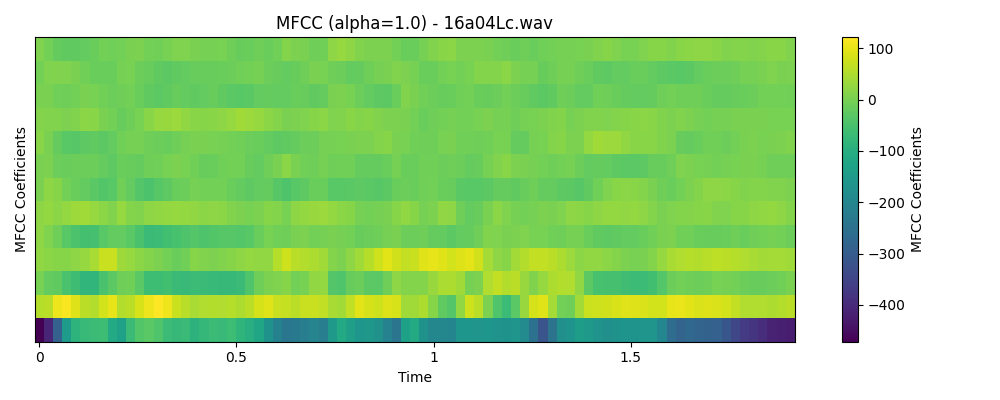 MFCC (alpha=1.0) - 16a04Lc.wav
MFCC Coefficients
0
0.5
1
1.5
Time
100
0
−100
−200
−300
−400
MFCC Coefficients